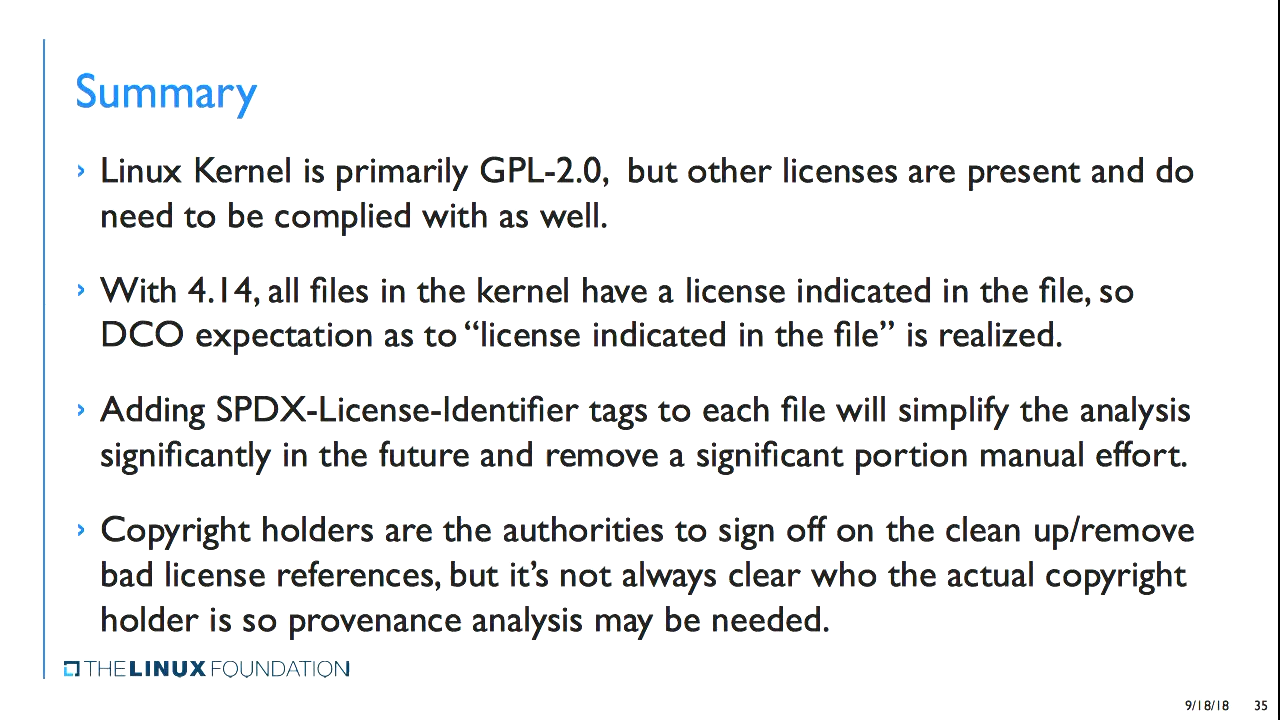 Summary
› Linux Kernel is primarily GPL-2.0,  but other licenses are present and do
need to be complied with as well.
› With 4.14, all files in the kernel have a license indicated in the file, so
DCO expectation as to “license indicated in the file” is realized.
› Adding SPDX-License-Identifier tags to each file will simplify the analysis
significantly in the future and remove a significant portion manual effort.
› Copyright holders are the authorities to sign off on the clean up/remove
bad license references, but it’s not always clear who the actual copyright
holder is so provenance analysis may be needed.
THE LINUX FOUNDATION
9/18/18 35